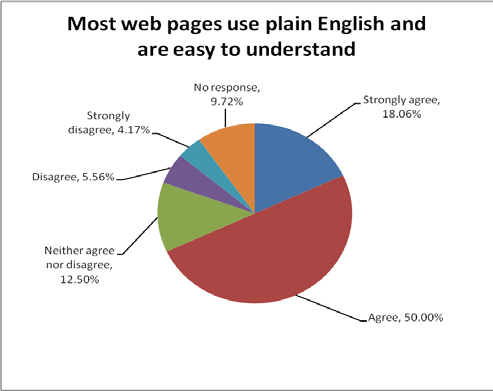 Most web pages use plain English and
are easy to understand
No response,
9.72%
Strongly agree,
18.06%
Strongly
disagree, 4.17%
Disagree, 5.56%
Neither agree
nor disagree,
12.50%
Agree, 50.00%